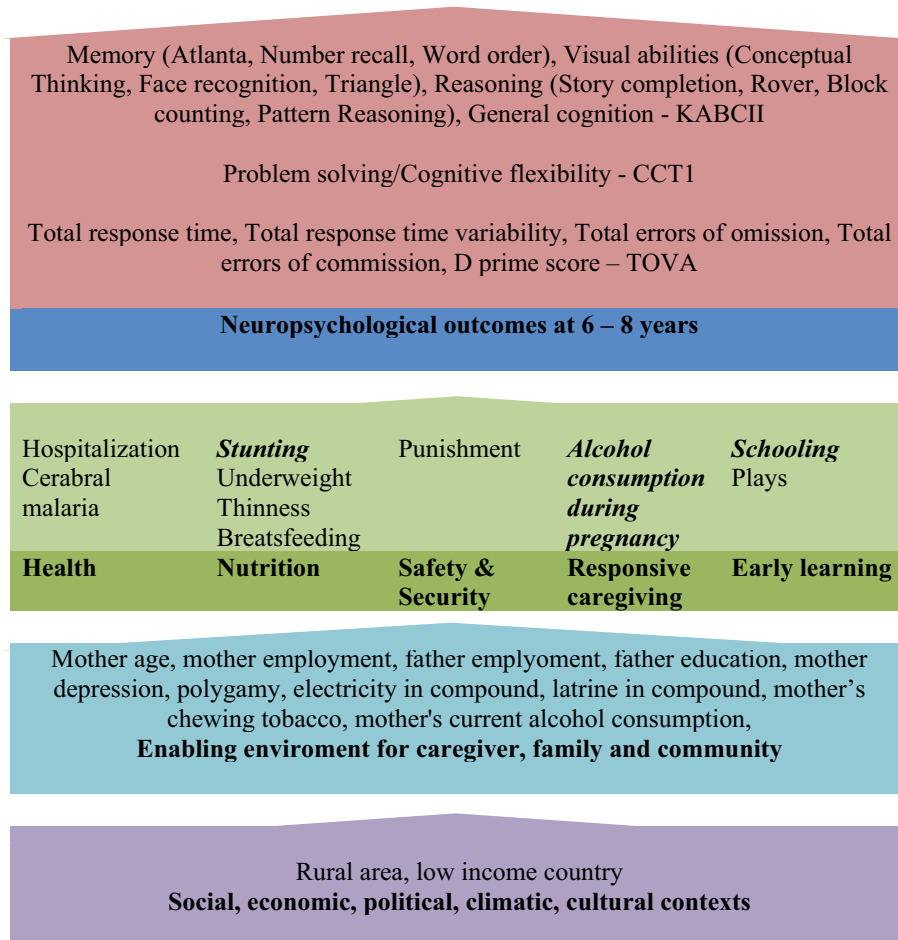 Memory (Atlanta, Number recall, Word order), Visual abilities (Conceptual
Thinking, Face recognition, Triangle), Reasoning (Story completion, Rover, Block
counting, Pattern Reasoning), General cognition - KABCII
Problem solving/Cognitive flexibility - CCT1
Total response time, Total response time variability, Total errors of omission, Total
errors of commission, D prime score – TOVA
Neuropsychological outcomes at 6 – 8 years
Hospitalization
Cerabral
malaria
Health
Stunting
Underweight
Thinness
Breatsfeeding
Nutrition
Punishment
Safety &
Security
Alcohol
consumption
during
pregnancy
Responsive
caregiving
Schooling
Plays
Early learning
Mother age, mother employment, father emplyoment, father education, mother
depression, polygamy, electricity in compound, latrine in compound, mother’s
chewing tobacco, mother's current alcohol consumption,
Enabling enviroment for caregiver, family and community
Rural area, low income country
Social, economic, political, climatic, cultural contexts